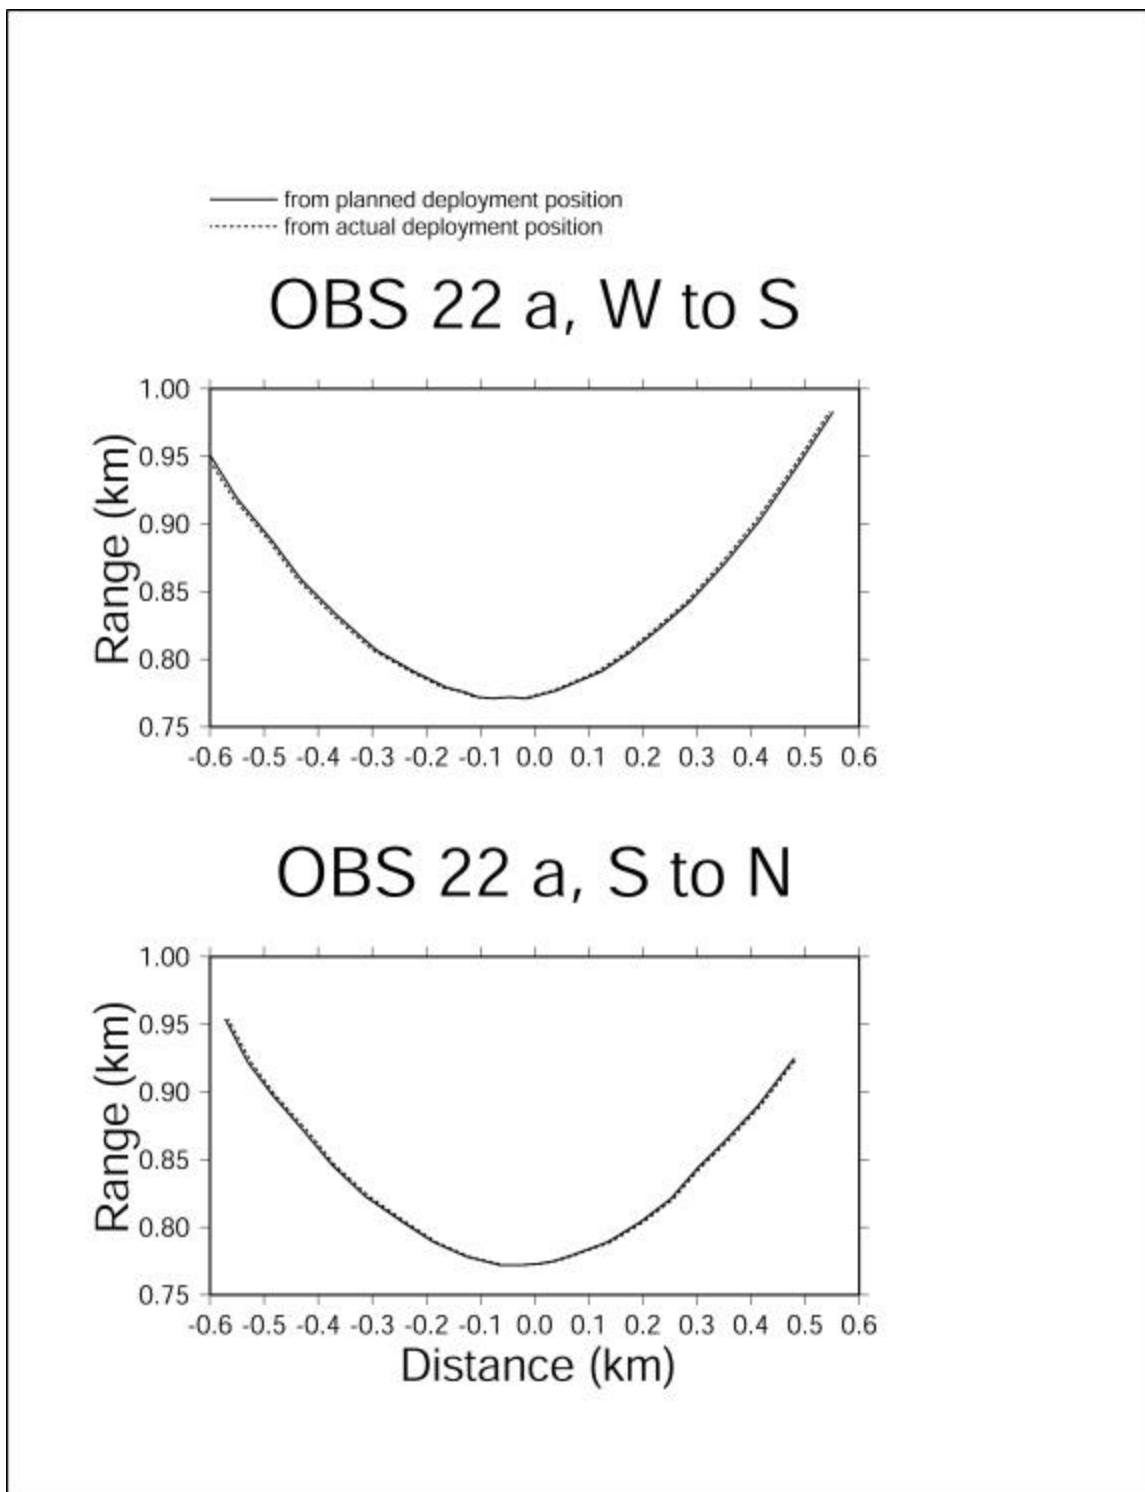 from planned deployment position
from actual deployment position
OBS 22 a, W to S
Range (km)
1.00
0.95
0.90
0.85
0.80
0.75
-0.6 -0.5 -0.4 -0.3 -0.2 -0.1 0.0 0.1 0.2 0.3 0.4 0.5 0.6
OBS 22 a, S to N
Range (km)
1.00
0.95
0.90
0.85
0.80
0.75
-0.6 -0.5 -0.4 -0.3 -0.2 -0.1 0.0 0.1 0.2 0.3 0.4 0.5 0.6
Distance (km)